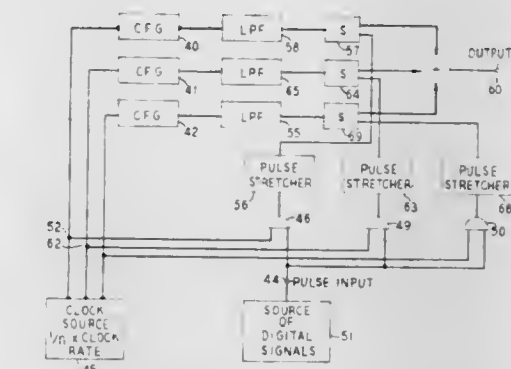 CFG
40
LPF
58
S
57
CFG
41
LPF
65
S
64
OUTPUT
60
CFG
42
LPF
55
S
69
PULSE
STRETCHER
56
PULSE
STRETCHER
63
PULSE
STRETCHER
68
46
49
50
52
62
44
PULSE INPUT
CLOCK
SOURCE
1/n x CLOCK
RATE
45
SOURCE
OF
DIGITAL
SIGNALS
51